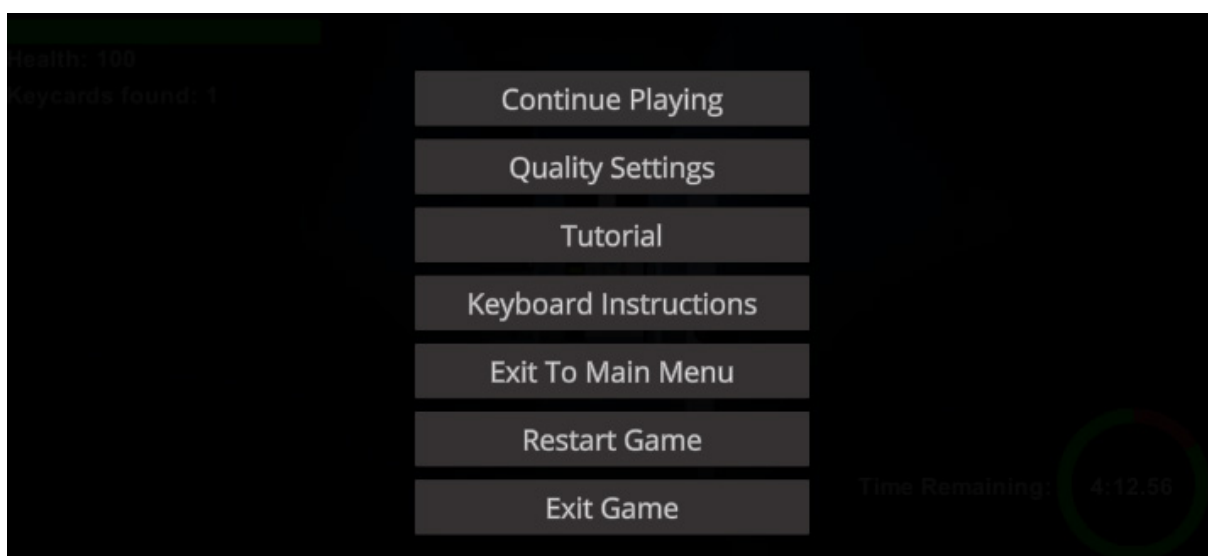 Health: 100
Keycards found: 1
Continue Playing
Quality Settings
Tutorial
Keyboard Instructions
Exit To Main Menu
Restart Game
Exit Game
Time Remaining: 4:12.56